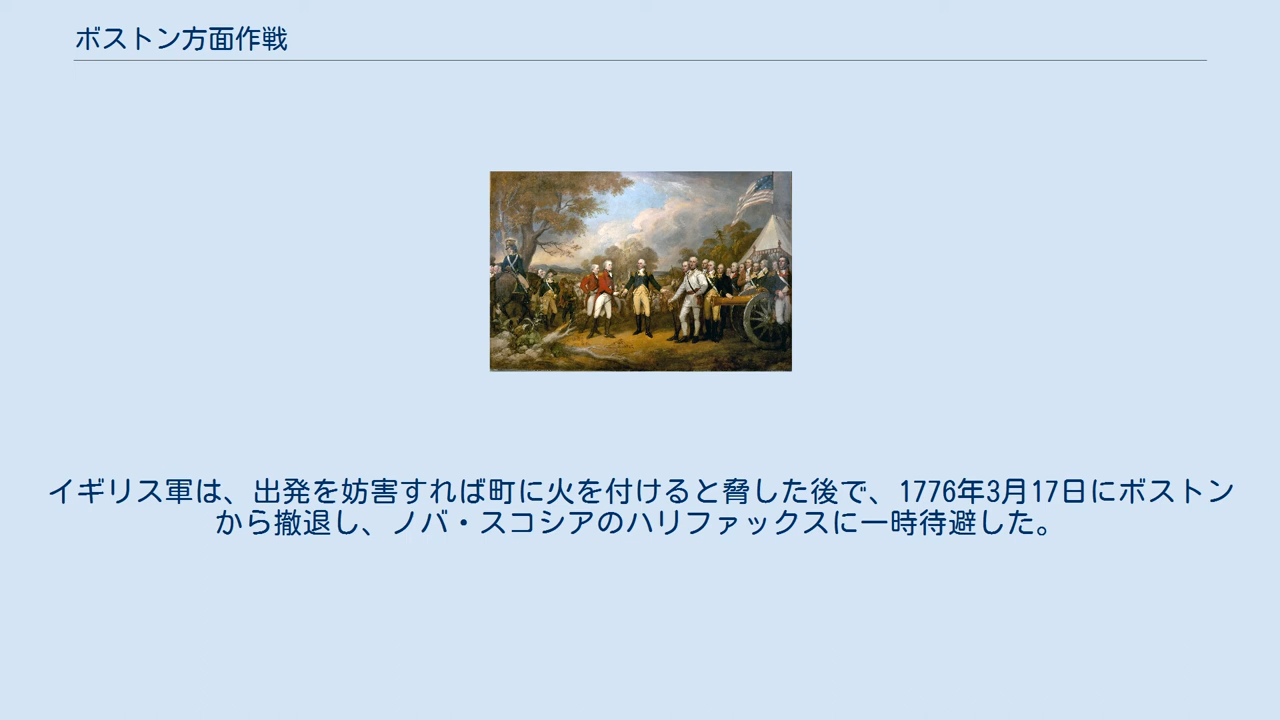 ボストン方面作戦
イギリス軍は、出発を妨害すれば町に火を付けると脅した後で、1776年3月17日にボストン
から撤退し、ノバ・スコシアのハリファックスに一時待避した。